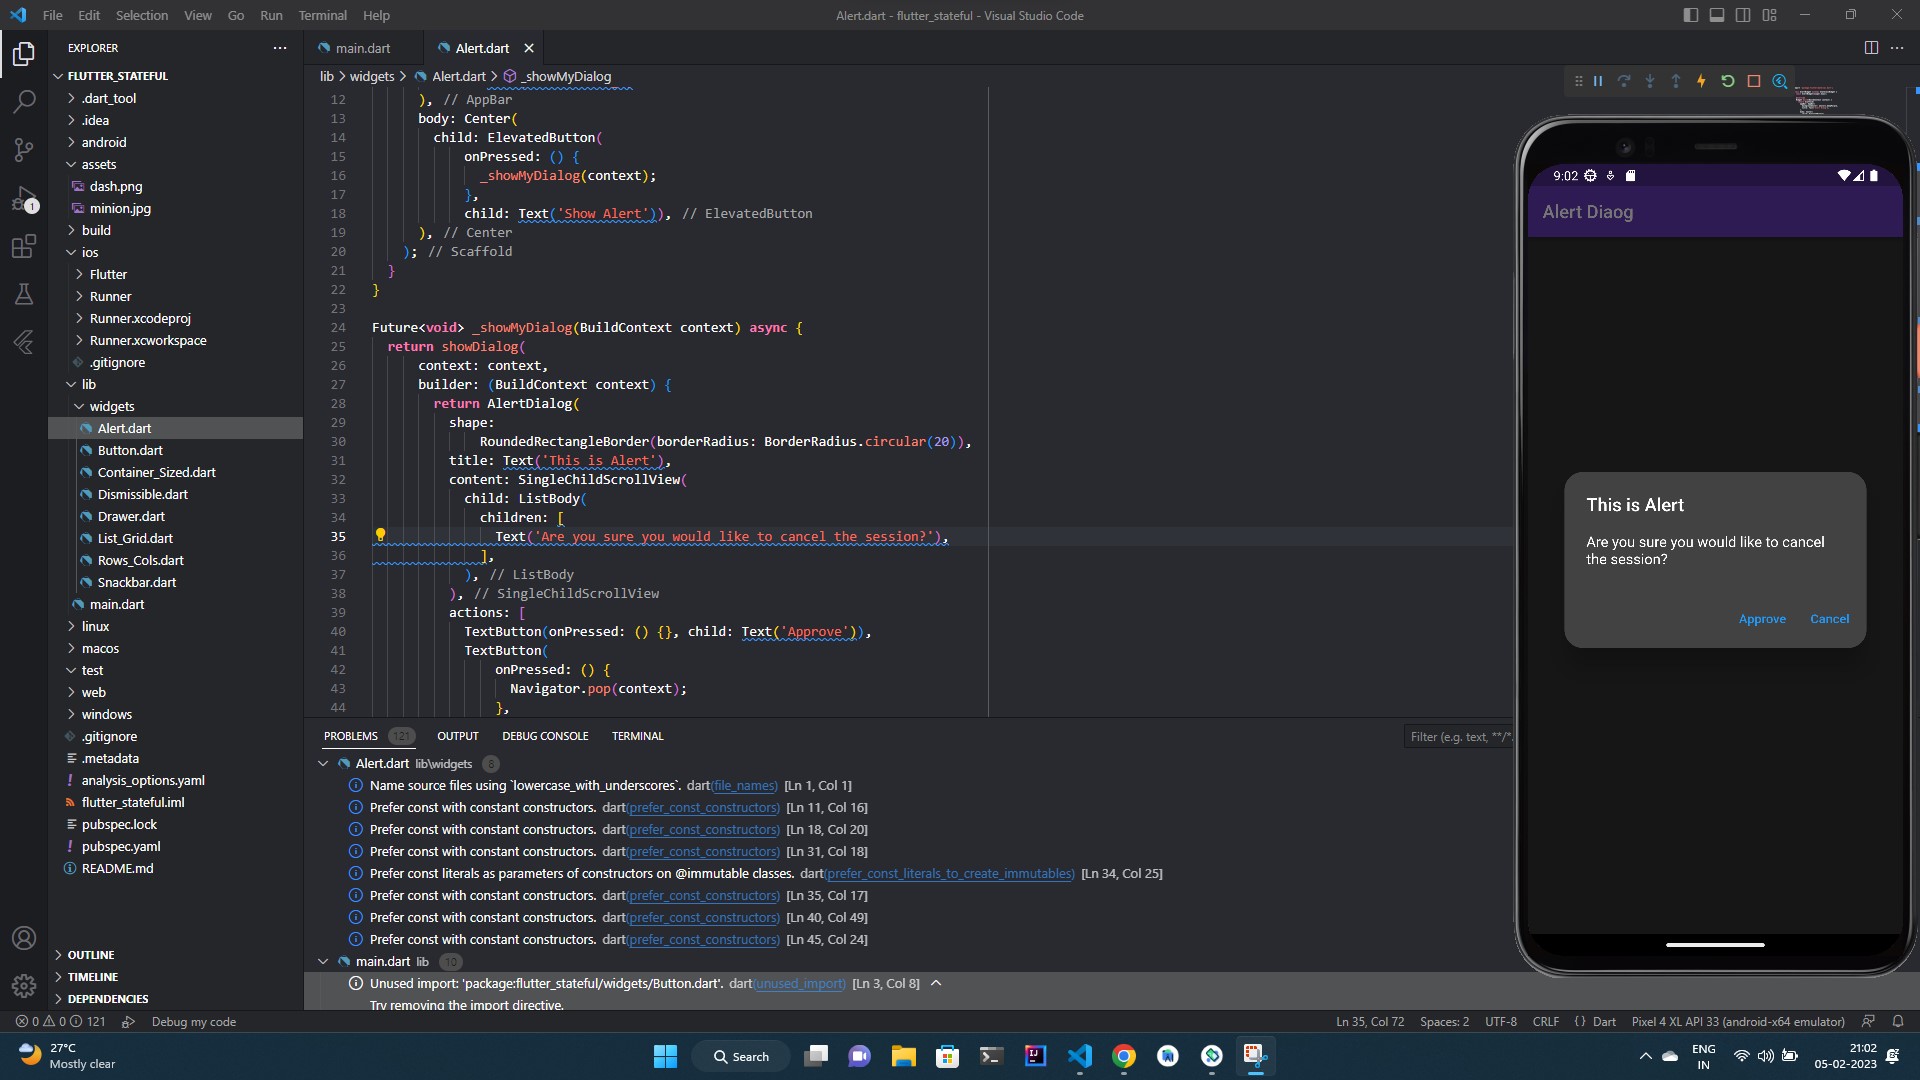 File Edit Selection View Go Run Terminal Help
Alert.dart - flutter_stateful - Visual Studio Code
EXPLORER
FLUTTER_STATEFUL
.dart_tool
.idea
android
assets
dash.png
minion.jpg
build
ios
Flutter
Runner
Runner.xcodeproj
Runner.xcworkspace
.gitignore
lib
widgets
Alert.dart
Button.dart
Container_Sized.dart
Dismissible.dart
Drawer.dart
List_Grid.dart
Rows_Cols.dart
Snackbar.dart
main.dart
linux
macos
test
web
windows
.gitignore
.metadata
analysis_options.yaml
flutter_stateful.iml
pubspec.lock
pubspec.yaml
README.md
OUTLINE
TIMELINE
DEPENDENCIES
1
main.dart Alert.dart
lib > widgets > Alert.dart > _showMyDialog
12 ), // AppBar
13 body: Center(
14 child: ElevatedButton(
15 onPressed: () {
16 _showMyDialog(context);
17 },
18 child: Text('Show Alert')), // ElevatedButton
19 ), // Center
20 ); // Scaffold
21 }
22 }
23
24 Future<void> _showMyDialog(BuildContext context) async {
25 return showDialog(
26 context: context,
27 builder: (BuildContext context) {
28 return AlertDialog(
29 shape:
30 RoundedRectangleBorder(borderRadius: BorderRadius.circular(20)),
31 title: Text('This is Alert'),
32 content: SingleChildScrollView(
33 child: ListBody(
34 children: [
35 Text('Are you sure you would like to cancel the session?'),
36 ],
37 ), // ListBody
38 ), // SingleChildScrollView
39 actions: [
40 TextButton(onPressed: () {}, child: Text('Approve')),
41 TextButton(
42 onPressed: () {
43 Navigator.pop(context);
44 },
PROBLEMS 121 OUTPUT DEBUG CONSOLE TERMINAL
Filter (e.g. text, **/*
Alert.dart lib\widgets 8
Name source files using `lowercase_with_underscores`. dart(file_names) [Ln 1, Col 1]
Prefer const with constant constructors. dart(prefer_const_constructors) [Ln 11, Col 16]
Prefer const with constant constructors. dart(prefer_const_constructors) [Ln 18, Col 20]
Prefer const with constant constructors. dart(prefer_const_constructors) [Ln 31, Col 18]
Prefer const literals as parameters of constructors on @immutable classes. dart(prefer_const_literals_to_create_immutables) [Ln 34, Col 25]
Prefer const with constant constructors. dart(prefer_const_constructors) [Ln 35, Col 17]
Prefer const with constant constructors. dart(prefer_const_constructors) [Ln 40, Col 49]
Prefer const with constant constructors. dart(prefer_const_constructors) [Ln 45, Col 24]
main.dart lib 10
Unused import: 'package:flutter_stateful/widgets/Button.dart'. dart(unused_import) [Ln 3, Col 8]
Try removing the import directive.
9:02
Alert Diaog
This is Alert
Are you sure you would like to cancel
the session?
Approve Cancel
0 0 121 Debug my code
Ln 35, Col 72 Spaces: 2 UTF-8 CRLF {} Dart Pixel 4 XL API 33 (android-x64 emulator)
27°C
Mostly clear
Search
ENG
IN
21:02
05-02-2023